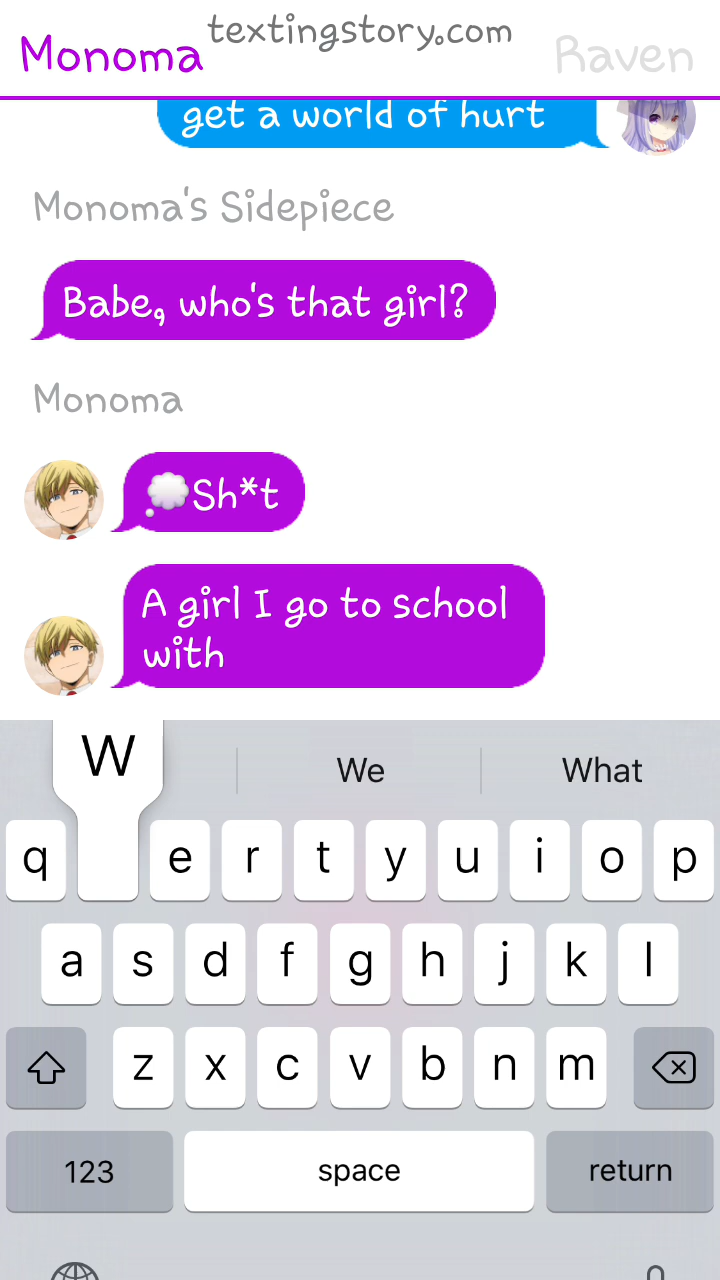 textingstory.com
Monoma
Raven
get a world of hurt
Monoma's Sidepiece
Babe, who's that girl?
Monoma
💭Sh*t
A girl I go to school
with
W
We
What
q e r t y u i o p
a s d f g h j k l
z x c v b n m
123
space
return